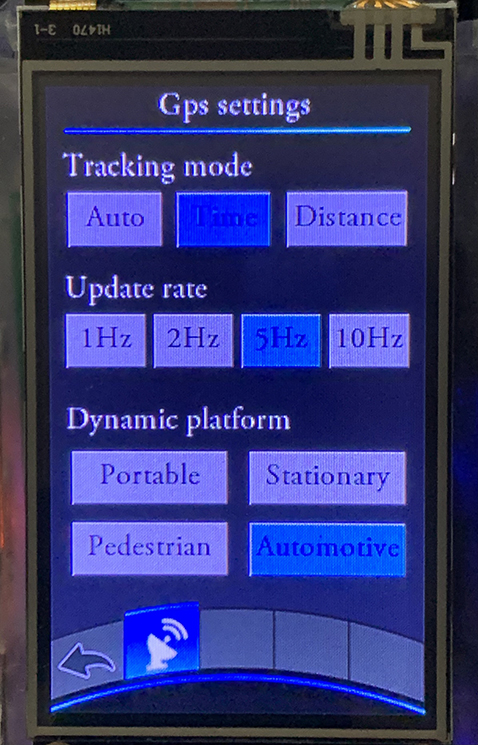 H1470  3-1
Gps settings
Tracking mode
Auto Time Distance
Update rate
1Hz 2Hz 5Hz 10Hz
Dynamic platform
Portable Stationary
Pedestrian Automotive